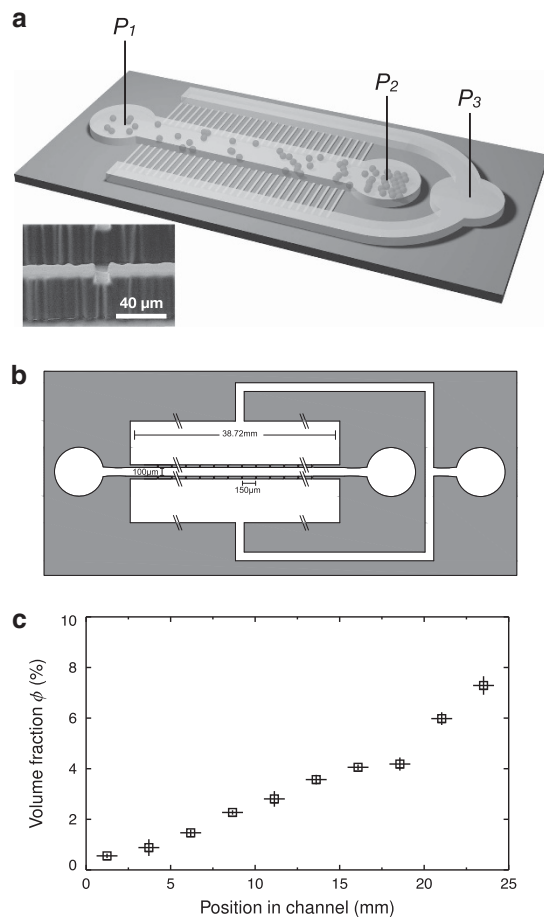 a
P1
P2
P3
40 µm
b
38.72mm
100µm
150µm
c
10
8
6
4
2
0
Volume fraction ϕ (%)
0 5 10 15 20 25
Position in channel (mm)